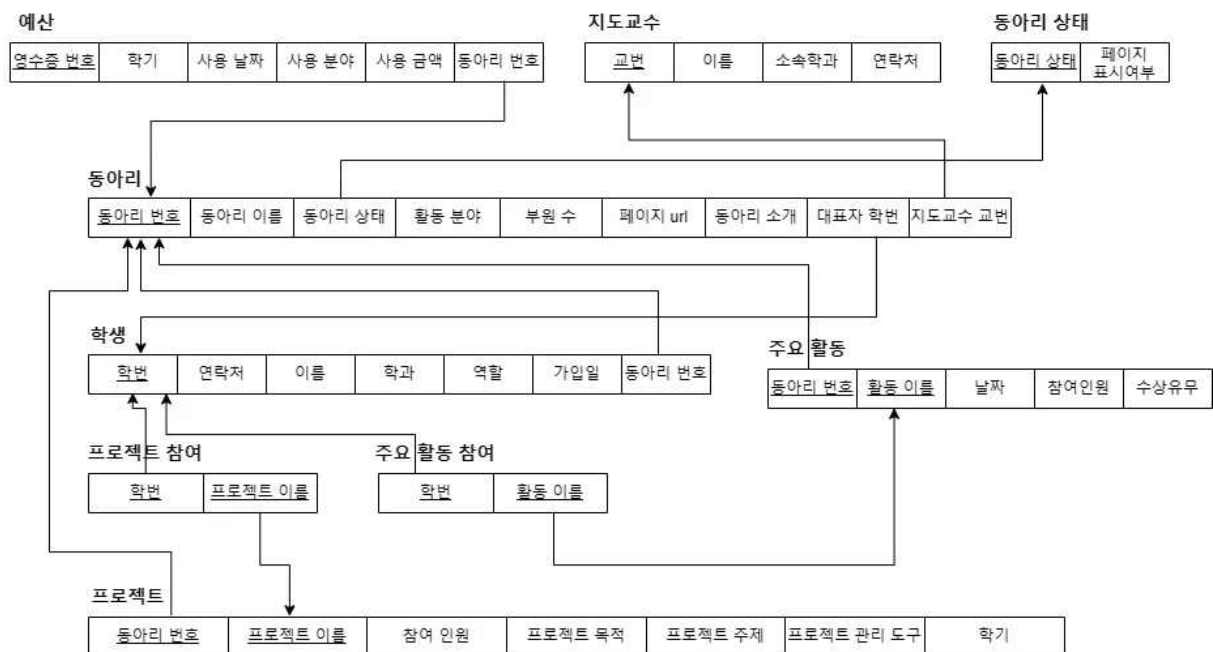 예산
영수증 번호 학기 사용 날짜 사용 분야 사용 금액 동아리 번호
지도교수
교번 이름 소속학과 연락처
동아리 상태
동아리 상태 페이지
표시여부
동아리
동아리 번호 동아리 이름 동아리 상태 활동 분야 부원 수 페이지 url 동아리 소개 대표자 학번 지도교수 교번
학생
학번 연락처 이름 학과 역할 가입일 동아리 번호
주요 활동
동아리 번호 활동 이름 날짜 참여인원 수상유무
프로젝트 참여
학번 프로젝트 이름
주요 활동 참여
학번 활동 이름
프로젝트
동아리 번호 프로젝트 이름 참여 인원 프로젝트 목적 프로젝트 주제 프로젝트 관리 도구 학기